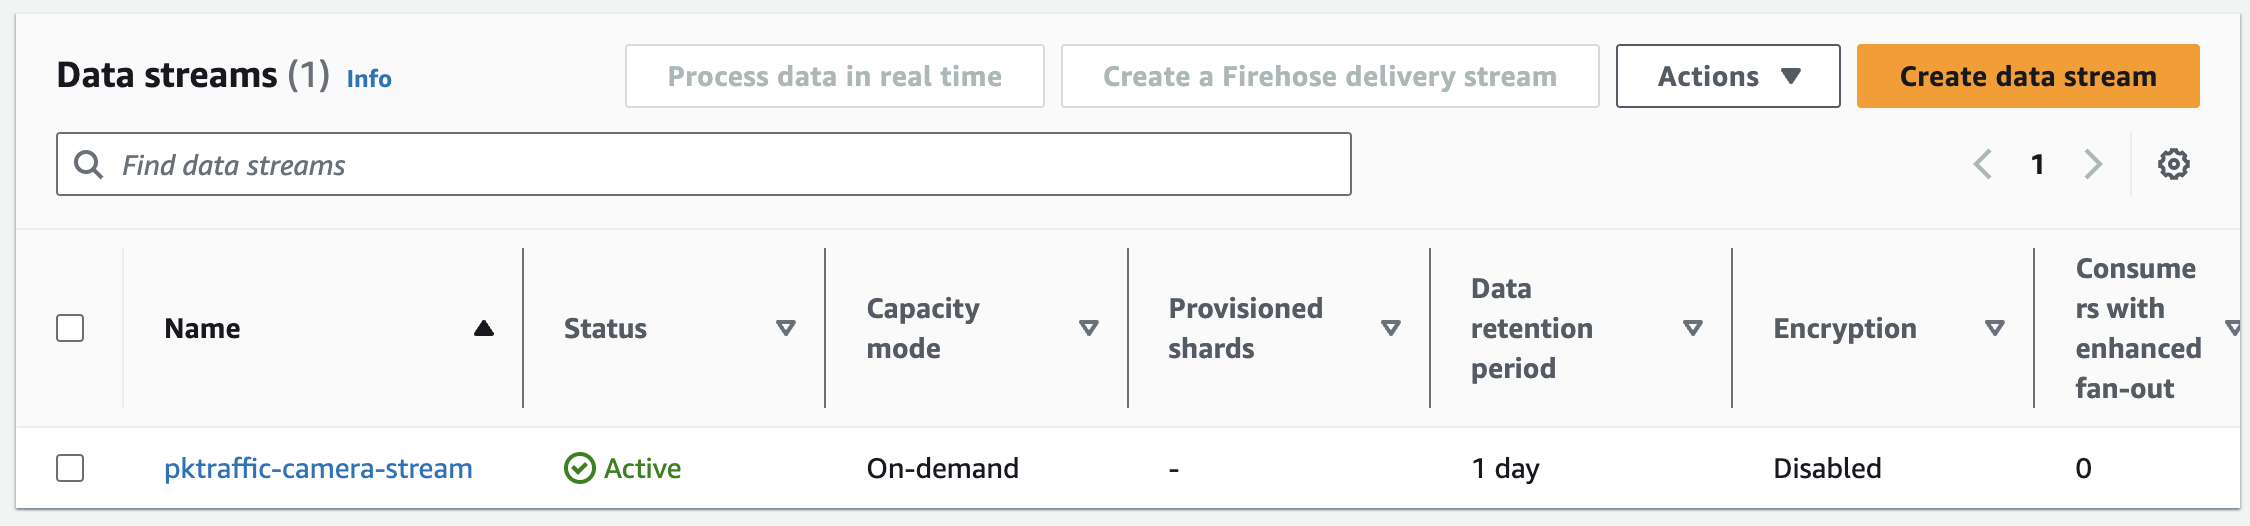 Data streams (1) Info
Process data in real time
Create a Firehose delivery stream
Actions
Create data stream
Find data streams
1
Name
Status
Capacity
mode
Provisioned
shards
Data
retention
period
Encryption
Consume
rs with
enhanced
fan-out
pktraffic-camera-stream
Active
On-demand
-
1 day
Disabled
0